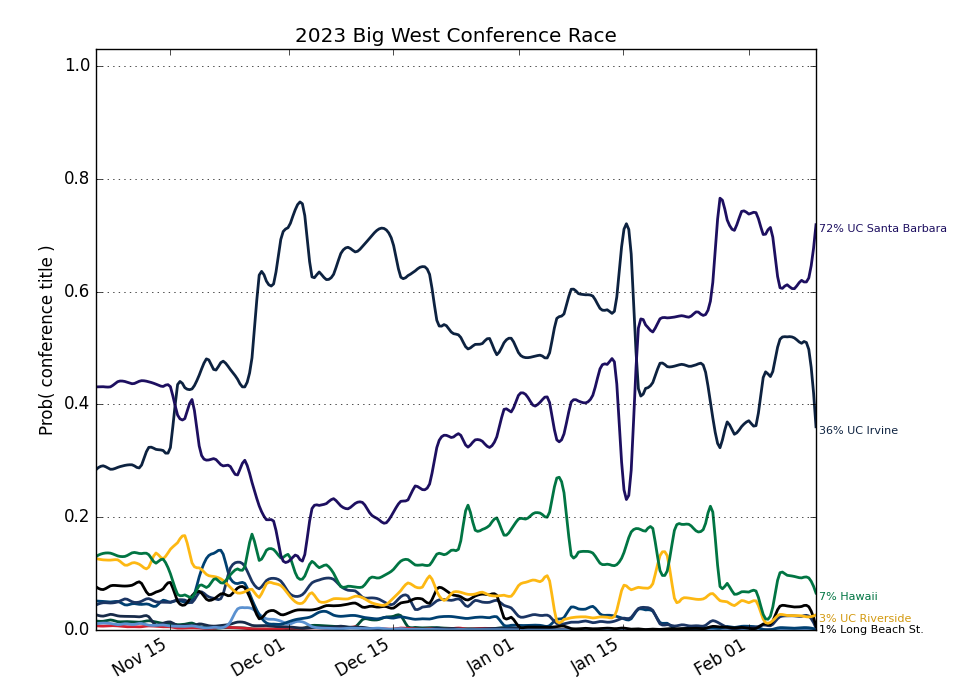 2023 Big West Conference Race
Prob( conference title )
1.0
0.8
0.6
0.4
0.2
0.0
72% UC Santa Barbara
36% UC Irvine
7% Hawaii
3% UC Riverside
1% Long Beach St.
Nov 15
Dec 01
Dec 15
Jan 01
Jan 15
Feb 01